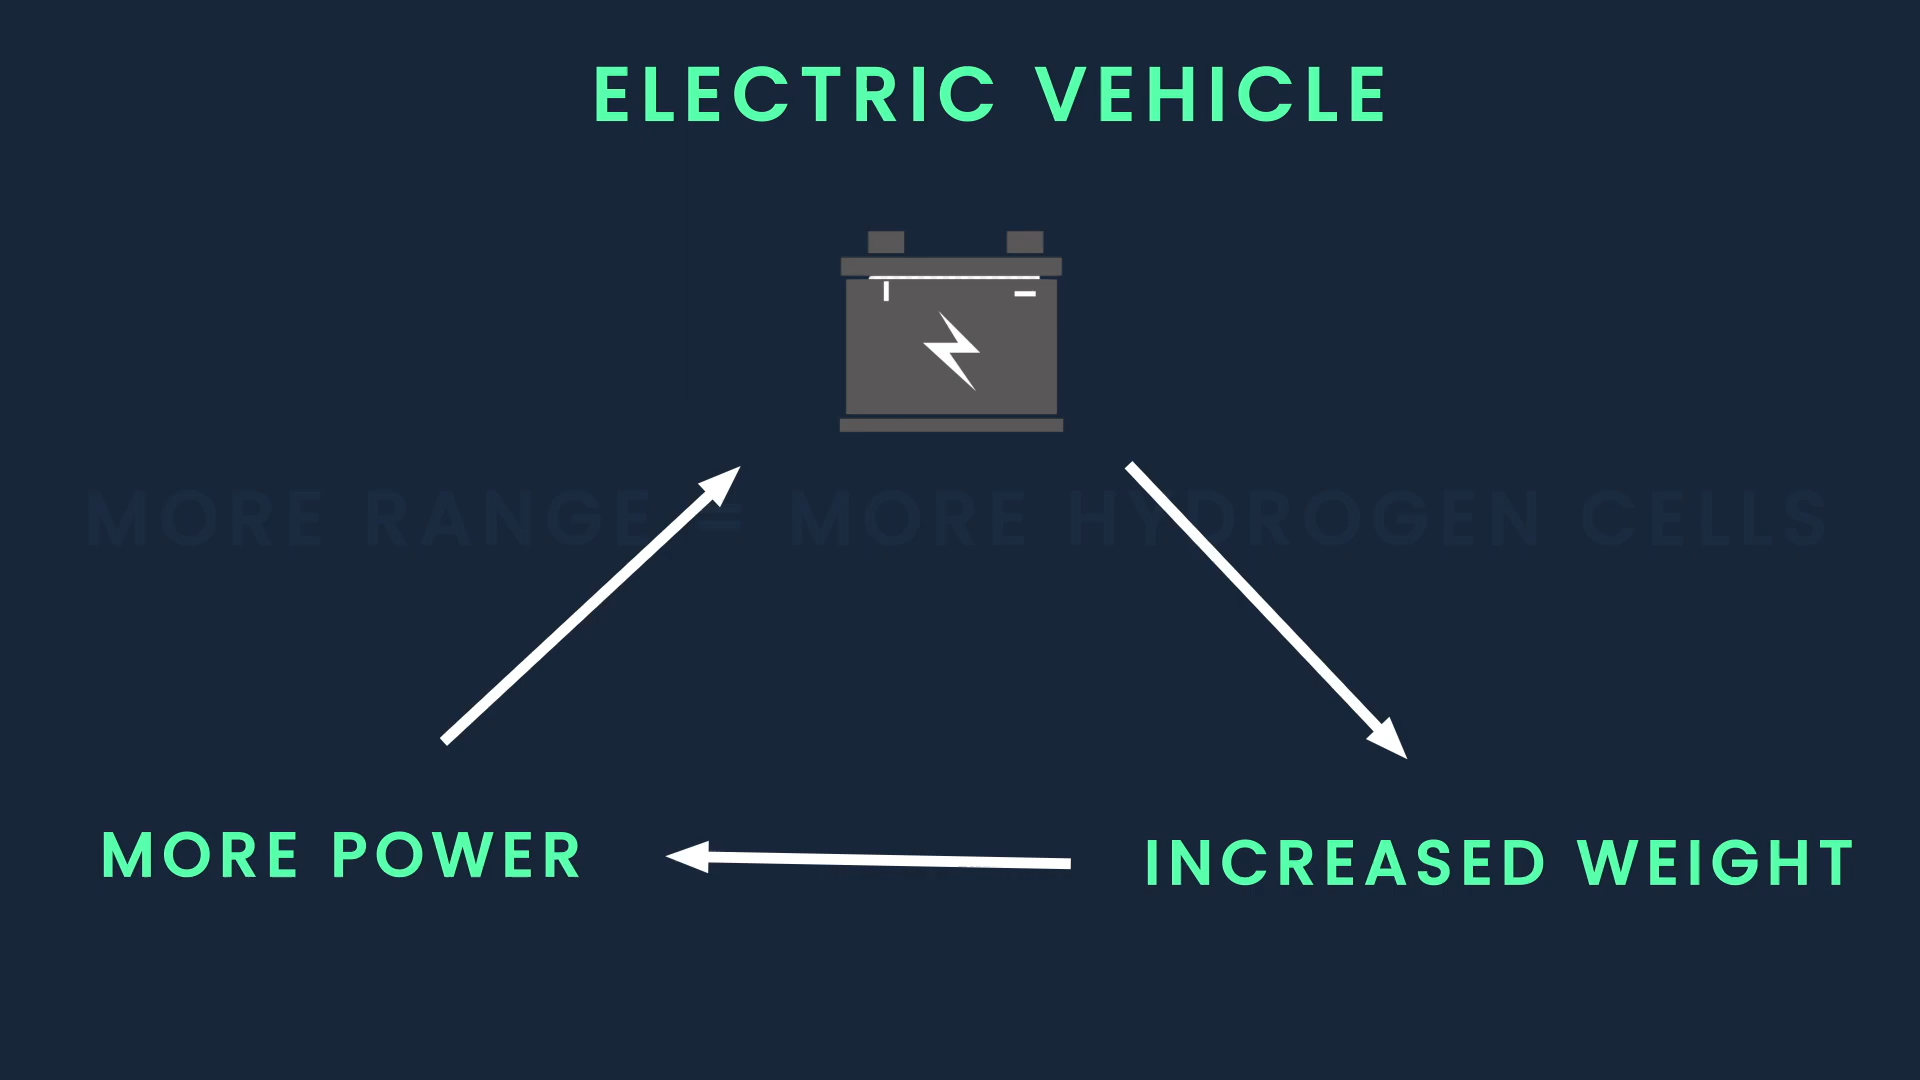 ELECTRIC VEHICLE
MORE RANGE = MORE HYDROGEN CELLS
MORE POWER
INCREASED WEIGHT